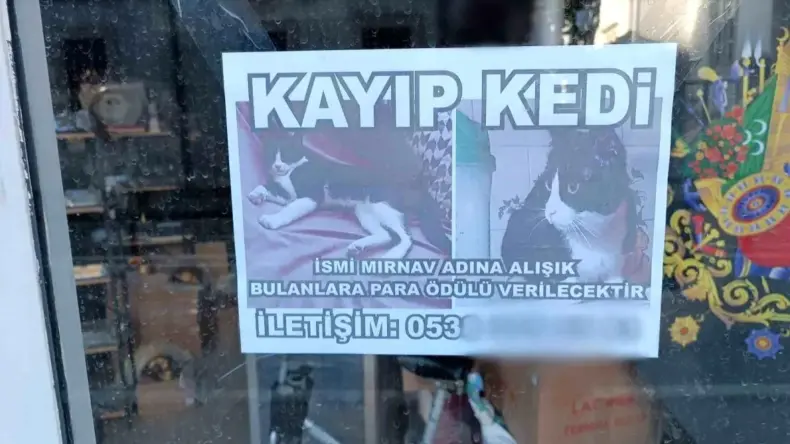 KAYIP KEDİ
İSMİ MIRNAV ADINA ALIŞIK
BULANLARA PARA ÖDÜLÜ VERİLECEKTİR
İLETİŞİM: 053